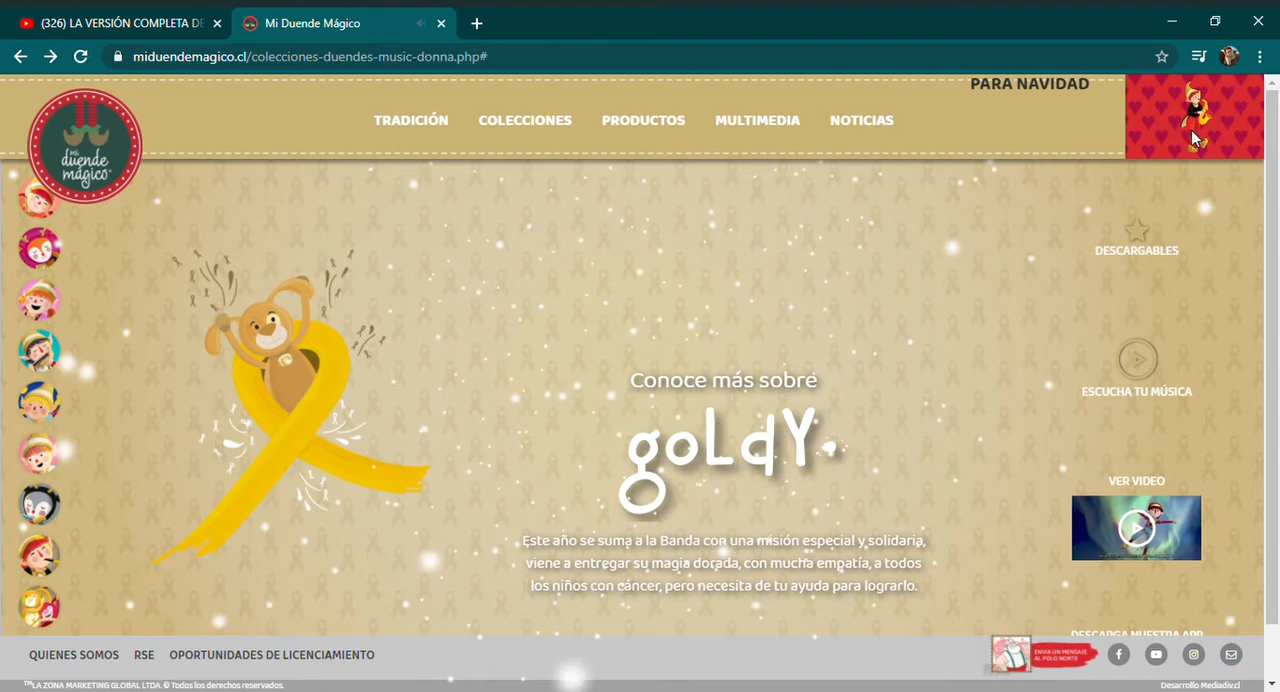 (326) LA VERSIÓN COMPLETA DE
Mi Duende Mágico
miduendemagico.cl/colecciones-duendes-music-donna.php#
PARA NAVIDAD
TRADICIÓN COLECCIONES PRODUCTOS MULTIMEDIA NOTICIAS
mi
duende
mágico
DESCARGABLES
ESCUCHA TU MÚSICA
Conoce más sobre
goLdY
VER VIDEO
Este año se suma a la Banda con una misión especial y solidaria,
viene a entregar su magia dorada, con mucha empatía, a todos
los niños con cáncer, pero necesita de tu ayuda para lograrlo.
DESCARGA NUESTRA APP
QUIENES SOMOS RSE OPORTUNIDADES DE LICENCIAMIENTO
ENVIA UN MENSAJE
AL POLO NORTE
™LA ZONA MARKETING GLOBAL LTDA. © Todos los derechos reservados.
Desarrollo Mediadiv.cl